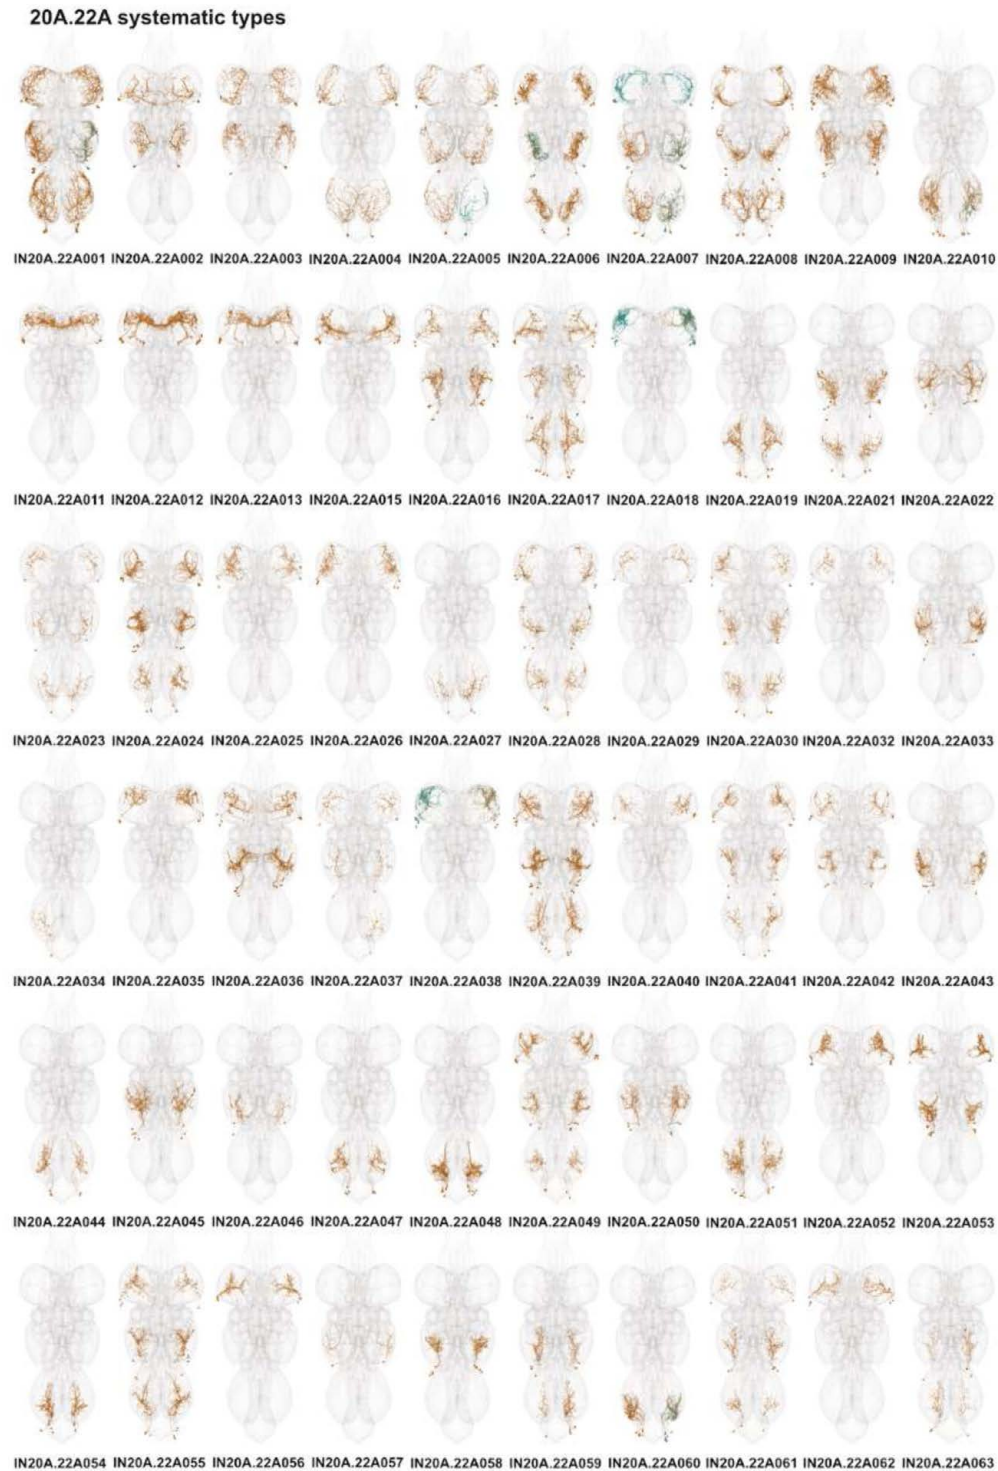 20A.22A systematic types
IN20A.22A001 IN20A.22A002 IN20A.22A003 IN20A.22A004 IN20A.22A005 IN20A.22A006 IN20A.22A007 IN20A.22A008 IN20A.22A009 IN20A.22A010
IN20A.22A011 IN20A.22A012 IN20A.22A013 IN20A.22A015 IN20A.22A016 IN20A.22A017 IN20A.22A018 IN20A.22A019 IN20A.22A021 IN20A.22A022
IN20A.22A023 IN20A.22A024 IN20A.22A025 IN20A.22A026 IN20A.22A027 IN20A.22A028 IN20A.22A029 IN20A.22A030 IN20A.22A032 IN20A.22A033
IN20A.22A034 IN20A.22A035 IN20A.22A036 IN20A.22A037 IN20A.22A038 IN20A.22A039 IN20A.22A040 IN20A.22A041 IN20A.22A042 IN20A.22A043
IN20A.22A044 IN20A.22A045 IN20A.22A046 IN20A.22A047 IN20A.22A048 IN20A.22A049 IN20A.22A050 IN20A.22A051 IN20A.22A052 IN20A.22A053
IN20A.22A054 IN20A.22A055 IN20A.22A056 IN20A.22A057 IN20A.22A058 IN20A.22A059 IN20A.22A060 IN20A.22A061 IN20A.22A062 IN20A.22A063